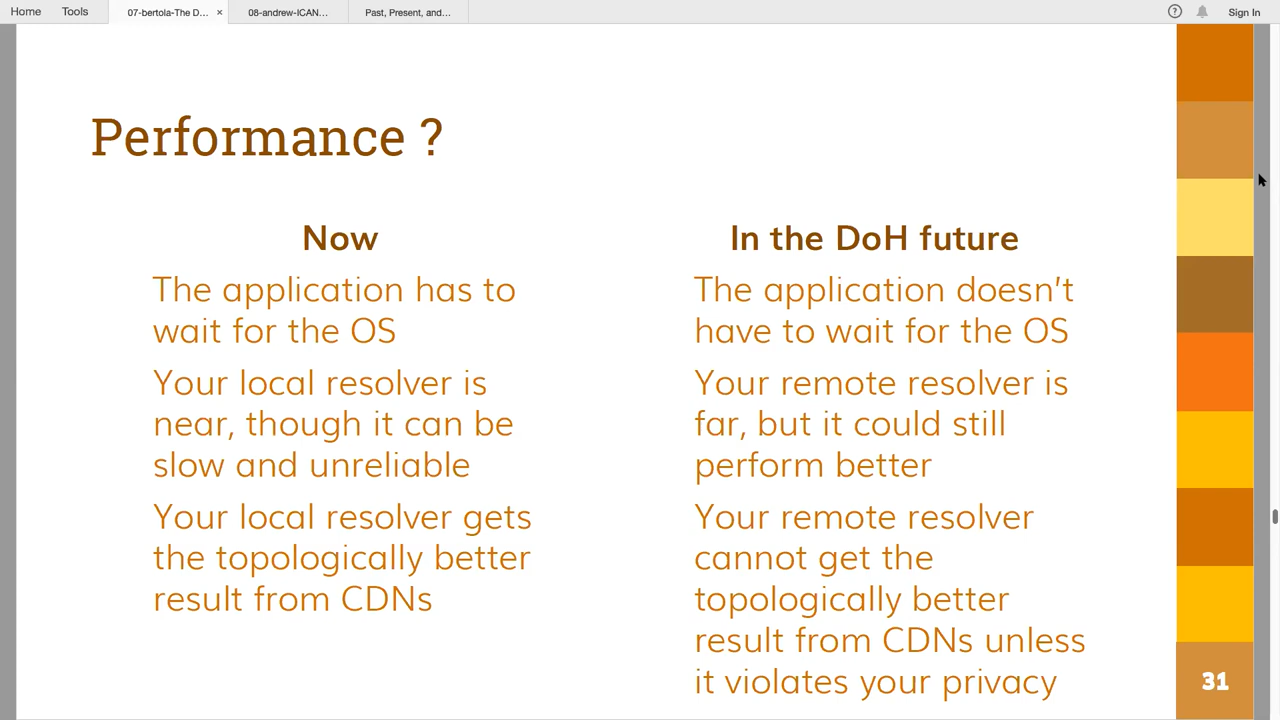 Home Tools 07-bertola-The D... × 08-andrew-ICAN... Past, Present, and... ? Sign In
Performance ?
Now
The application has to
wait for the OS
Your local resolver is
near, though it can be
slow and unreliable
Your local resolver gets
the topologically better
result from CDNs
In the DoH future
The application doesn't
have to wait for the OS
Your remote resolver is
far, but it could still
perform better
Your remote resolver
cannot get the
topologically better
result from CDNs unless
it violates your privacy
31